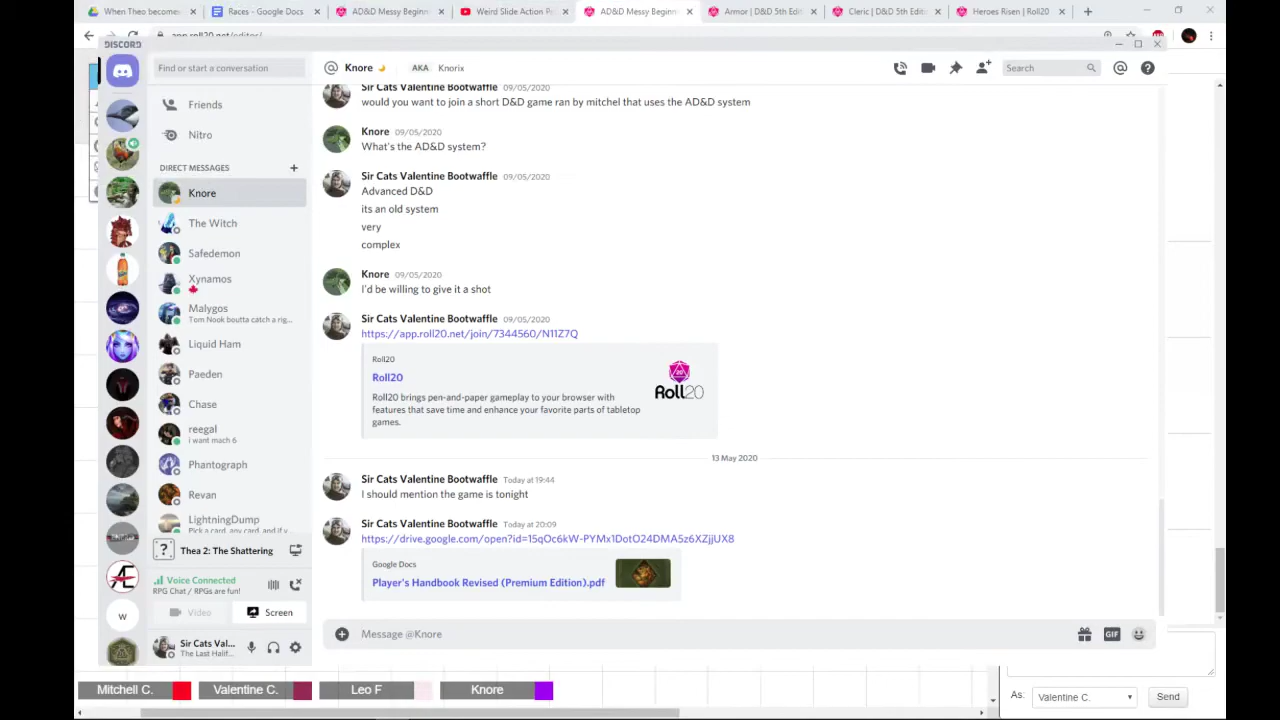 When Theo becomes
Races - Google Docs
AD&D Messy Beginn
Weird Slide Action Po
AD&D Messy Beginn
Armor | D&D 5th Edit
Cleric | D&D 5th Edition
Heroes Risen | Roll20
app.roll20.net/editor/
DISCORD
Find or start a conversation
@ Knore
AKA Knorix
Search
Friends
Nitro
DIRECT MESSAGES
Knore
The Witch
Safedemon
Xynamos
Malygos
Tom Nook boutta catch a rig...
Liquid Ham
Paeden
Chase
reegal
i want mach 6
Phantograph
Revan
LightningDump
Pick a card, any card, and if y...
w
Thea 2: The Shattering
Voice Connected
RPG Chat / RPGs are fun!
Video
Screen
Sir Cats Val...
The Last Half...
Sir Cats Valentine Bootwaffle 09/05/2020
would you want to join a short D&D game ran by mitchel that uses the AD&D system
Knore 09/05/2020
What's the AD&D system?
Sir Cats Valentine Bootwaffle 09/05/2020
Advanced D&D
its an old system
very
complex
Knore 09/05/2020
I'd be willing to give it a shot
Sir Cats Valentine Bootwaffle 09/05/2020
https://app.roll20.net/join/7344560/N11Z7Q
Roll20
Roll20
Roll20 brings pen-and-paper gameplay to your browser with
features that save time and enhance your favorite parts of tabletop
games.
Roll20
13 May 2020
Sir Cats Valentine Bootwaffle Today at 19:44
I should mention the game is tonight
Sir Cats Valentine Bootwaffle Today at 20:09
https://drive.google.com/open?id=15qOc6kW-PYMx1DotO24DMA5z6XZjjUX8
Google Docs
Player's Handbook Revised (Premium Edition).pdf
Message @Knore
GIF
Mitchell C.
Valentine C.
Leo F
Knore
As:
Valentine C.
Send